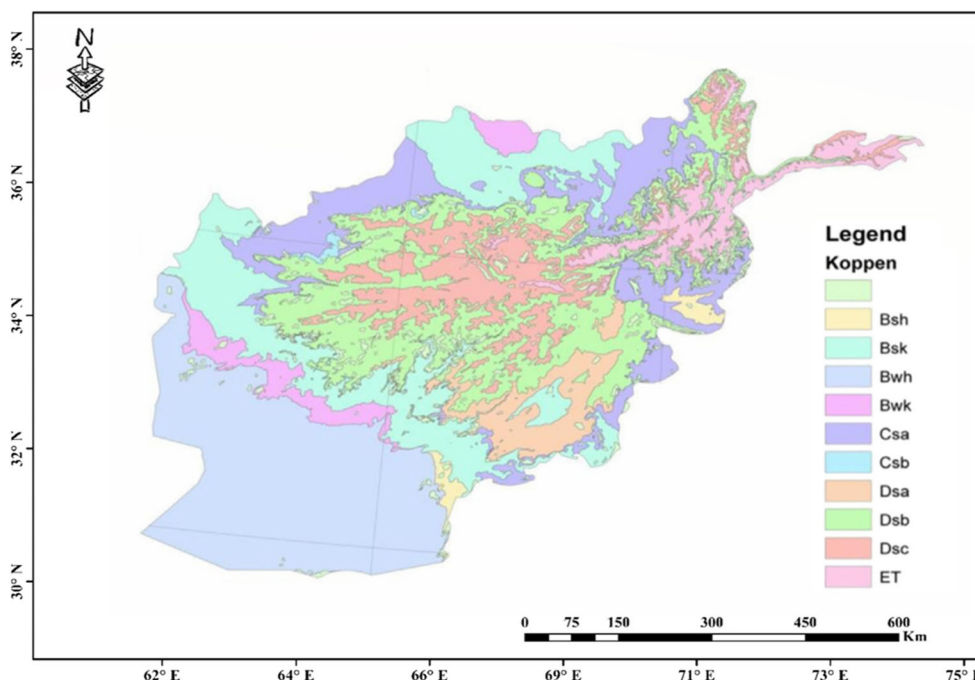 N
38° N
36° N
34° N
32° N
30° N
Legend
Koppen
Bsh
Bsk
Bwh
Bwk
Csa
Csb
Dsa
Dsb
Dsc
ET
0 75 150 300 450 600
Km
62° E 64° E 66° E 69° E 71° E 73° E 75° E